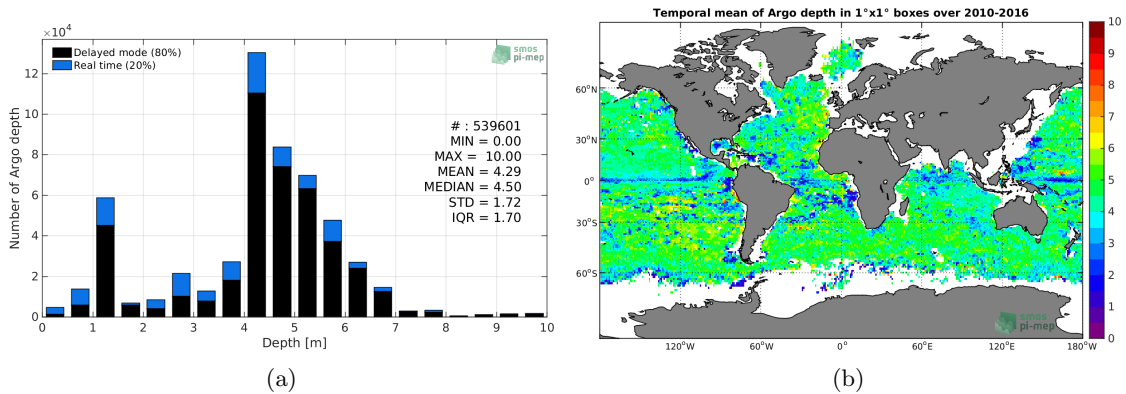 ×10⁴
Delayed mode (80%)
Real time (20%)
smos
pi-mep
Number of Argo depth
12
10
8
6
4
2
0
# : 539601
MIN = 0.00
MAX = 10.00
MEAN = 4.29
MEDIAN = 4.50
STD = 1.72
IQR = 1.70
0 1 2 3 4 5 6 7 8 9 10
Depth [m]
(a)
Temporal mean of Argo depth in 1°x1° boxes over 2010-2016
60°N
30°N
0°
30°S
60°S
120°W 60°W 0° 60°E 120°E 180°W
smos
pi-mep
10
9
8
7
6
5
4
3
2
1
0
(b)